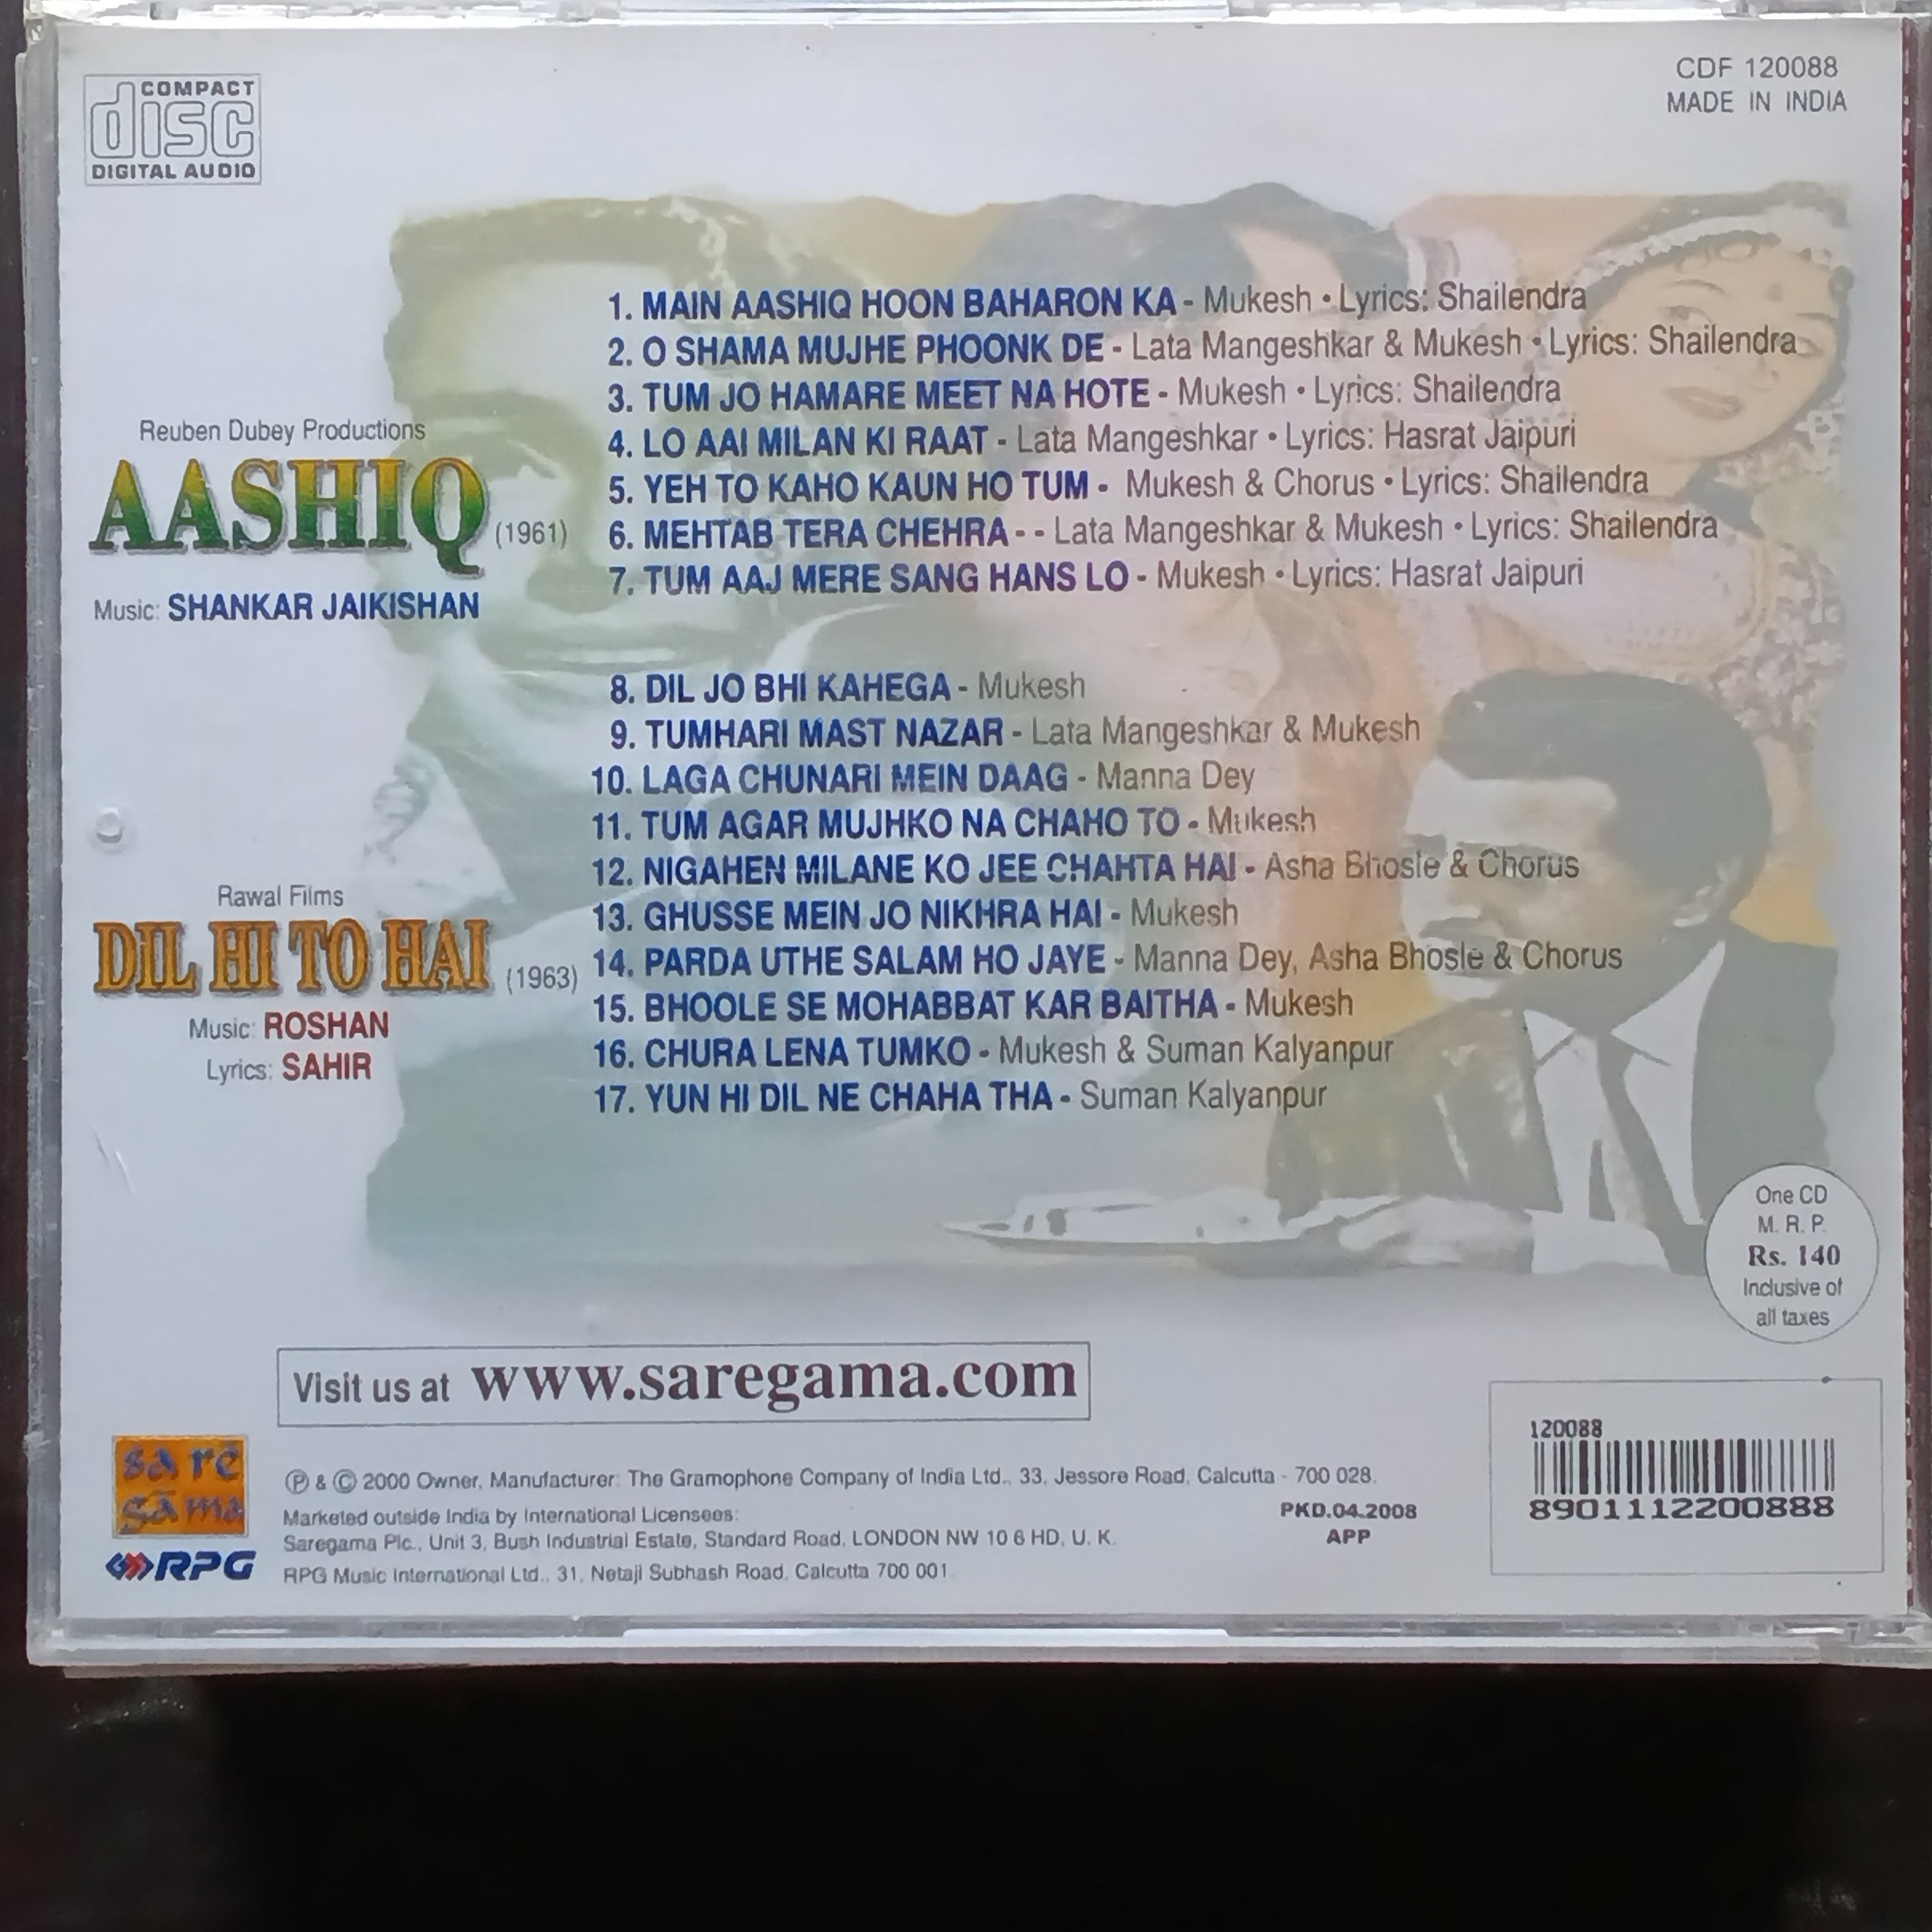 COMPACT
disc
DIGITAL AUDIO
CDF 120088
MADE IN INDIA
Reuben Dubey Productions
AASHIQ (1961)
Music: SHANKAR JAIKISHAN
1. MAIN AASHIQ HOON BAHARON KA - Mukesh • Lyrics: Shailendra
2. O SHAMA MUJHE PHOONK DE - Lata Mangeshkar & Mukesh • Lyrics: Shailendra
3. TUM JO HAMARE MEET NA HOTE - Mukesh • Lyrics: Shailendra
4. LO AAI MILAN KI RAAT - Lata Mangeshkar • Lyrics: Hasrat Jaipuri
5. YEH TO KAHO KAUN HO TUM - Mukesh & Chorus • Lyrics: Shailendra
6. MEHTAB TERA CHEHRA - - Lata Mangeshkar & Mukesh • Lyrics: Shailendra
7. TUM AAJ MERE SANG HANS LO - Mukesh • Lyrics: Hasrat Jaipuri
Rawal Films
DIL HI TO HAI (1963)
Music: ROSHAN
Lyrics: SAHIR
8. DIL JO BHI KAHEGA - Mukesh
9. TUMHARI MAST NAZAR - Lata Mangeshkar & Mukesh
10. LAGA CHUNARI MEIN DAAG - Manna Dey
11. TUM AGAR MUJHKO NA CHAHO TO - Mukesh
12. NIGAHEN MILANE KO JEE CHAHTA HAI - Asha Bhosle & Chorus
13. GHUSSE MEIN JO NIKHRA HAI - Mukesh
14. PARDA UTHE SALAM HO JAYE - Manna Dey, Asha Bhosle & Chorus
15. BHOOLE SE MOHABBAT KAR BAITHA - Mukesh
16. CHURA LENA TUMKO - Mukesh & Suman Kalyanpur
17. YUN HI DIL NE CHAHA THA - Suman Kalyanpur
One CD
M. R. P.
Rs. 140
Inclusive of
all taxes
Visit us at www.saregama.com
sa re
gama
RPG
℗ & © 2000 Owner, Manufacturer: The Gramophone Company of India Ltd., 33, Jessore Road, Calcutta - 700 028.
Marketed outside India by International Licensees:
Saregama Plc., Unit 3, Bush Industrial Estate, Standard Road, LONDON NW 10 6 HD, U. K.
RPG Music International Ltd., 31, Netaji Subhash Road, Calcutta 700 001.
PKD.04.2008
APP
120088
8901112200888